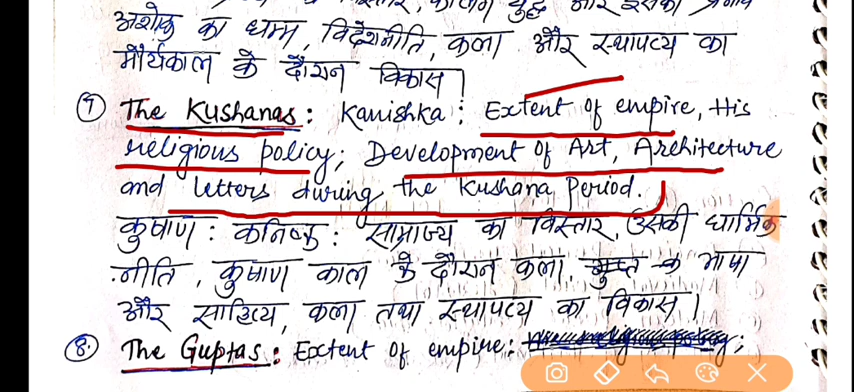 अशोक का धम्म, विदेशनीति, कला और स्थापत्य का
मौर्यकाल के दौरान विकास।
⑦ The Kushanas: Kanishka: Extent of empire, His
religious policy; Development of Art, Architecture
and letters during the Kushana Period.
कुषाण: कनिष्क: साम्राज्य का विस्तार, उसकी धार्मिक
नीति, कुषाण काल के दौरान कला, भाषा
और साहित्य, कला तथा स्थापत्य का विकास।
⑧. The Guptas: Extent of empire: ;